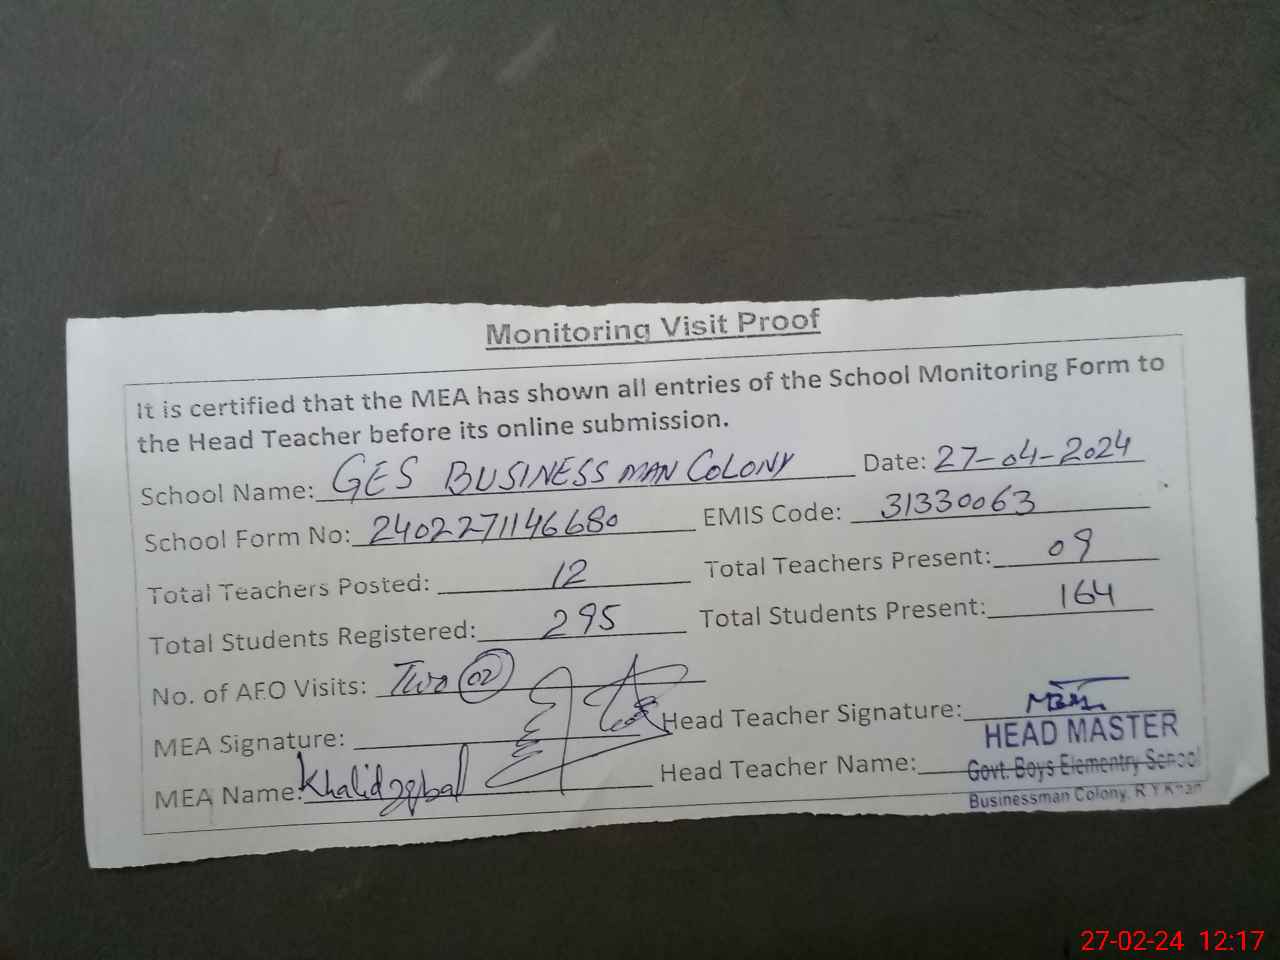 Monitoring Visit Proof
It is certified that the MEA has shown all entries of the School Monitoring Form to
the Head Teacher before its online submission.
School Name: GES BUSINESSMAN COLONY Date: 27-04-2024
School Form No: 2402271146680 EMIS Code: 31330063
Total Teachers Posted: 12 Total Teachers Present: 09
Total Students Registered: 295 Total Students Present: 164
No. of AEO Visits: Two 02
MEA Signature: Head Teacher Signature:
HEAD MASTER
MEA Name: Khalid Iqbal Head Teacher Name: Govt. Boys Elementry School
Businessman Colony, R Y Khan
27-02-24 12:17